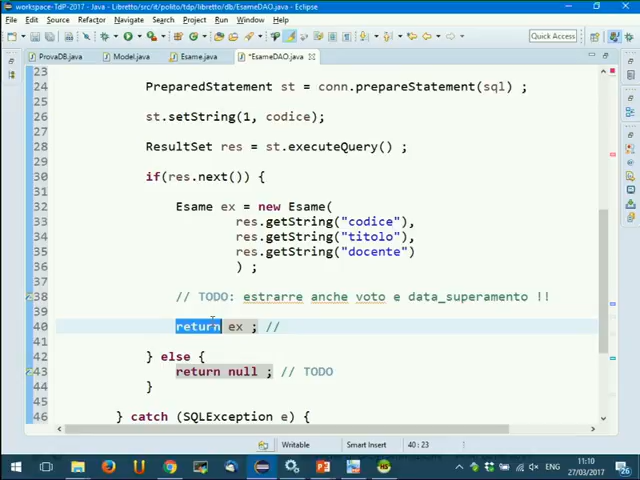 workspace-TdP-2017 - Java - Libretto/src/it/polito/tdp/libretto/db/EsameDAO.java - Eclipse
File Edit Source Refactor Navigate Search Project Run Window Help
Quick Access
ProvaDB.java Model.java Esame.java *EsameDAO.java
23
24 PreparedStatement st = conn.prepareStatement(sql) ;
25
26 st.setString(1, codice);
27
28 ResultSet res = st.executeQuery() ;
29
30 if(res.next()) {
31
32 Esame ex = new Esame(
33 res.getString("codice"),
34 res.getString("titolo"),
35 res.getString("docente")
36 ) ;
37
38 // TODO: estrarre anche voto e data_superamento !!
39
40 return ex ; //
41
42 } else {
43 return null ; // TODO
44 }
45
46 } catch (SQLException e) {
Writable Smart Insert 40 : 23
11:10
27/03/2017
26